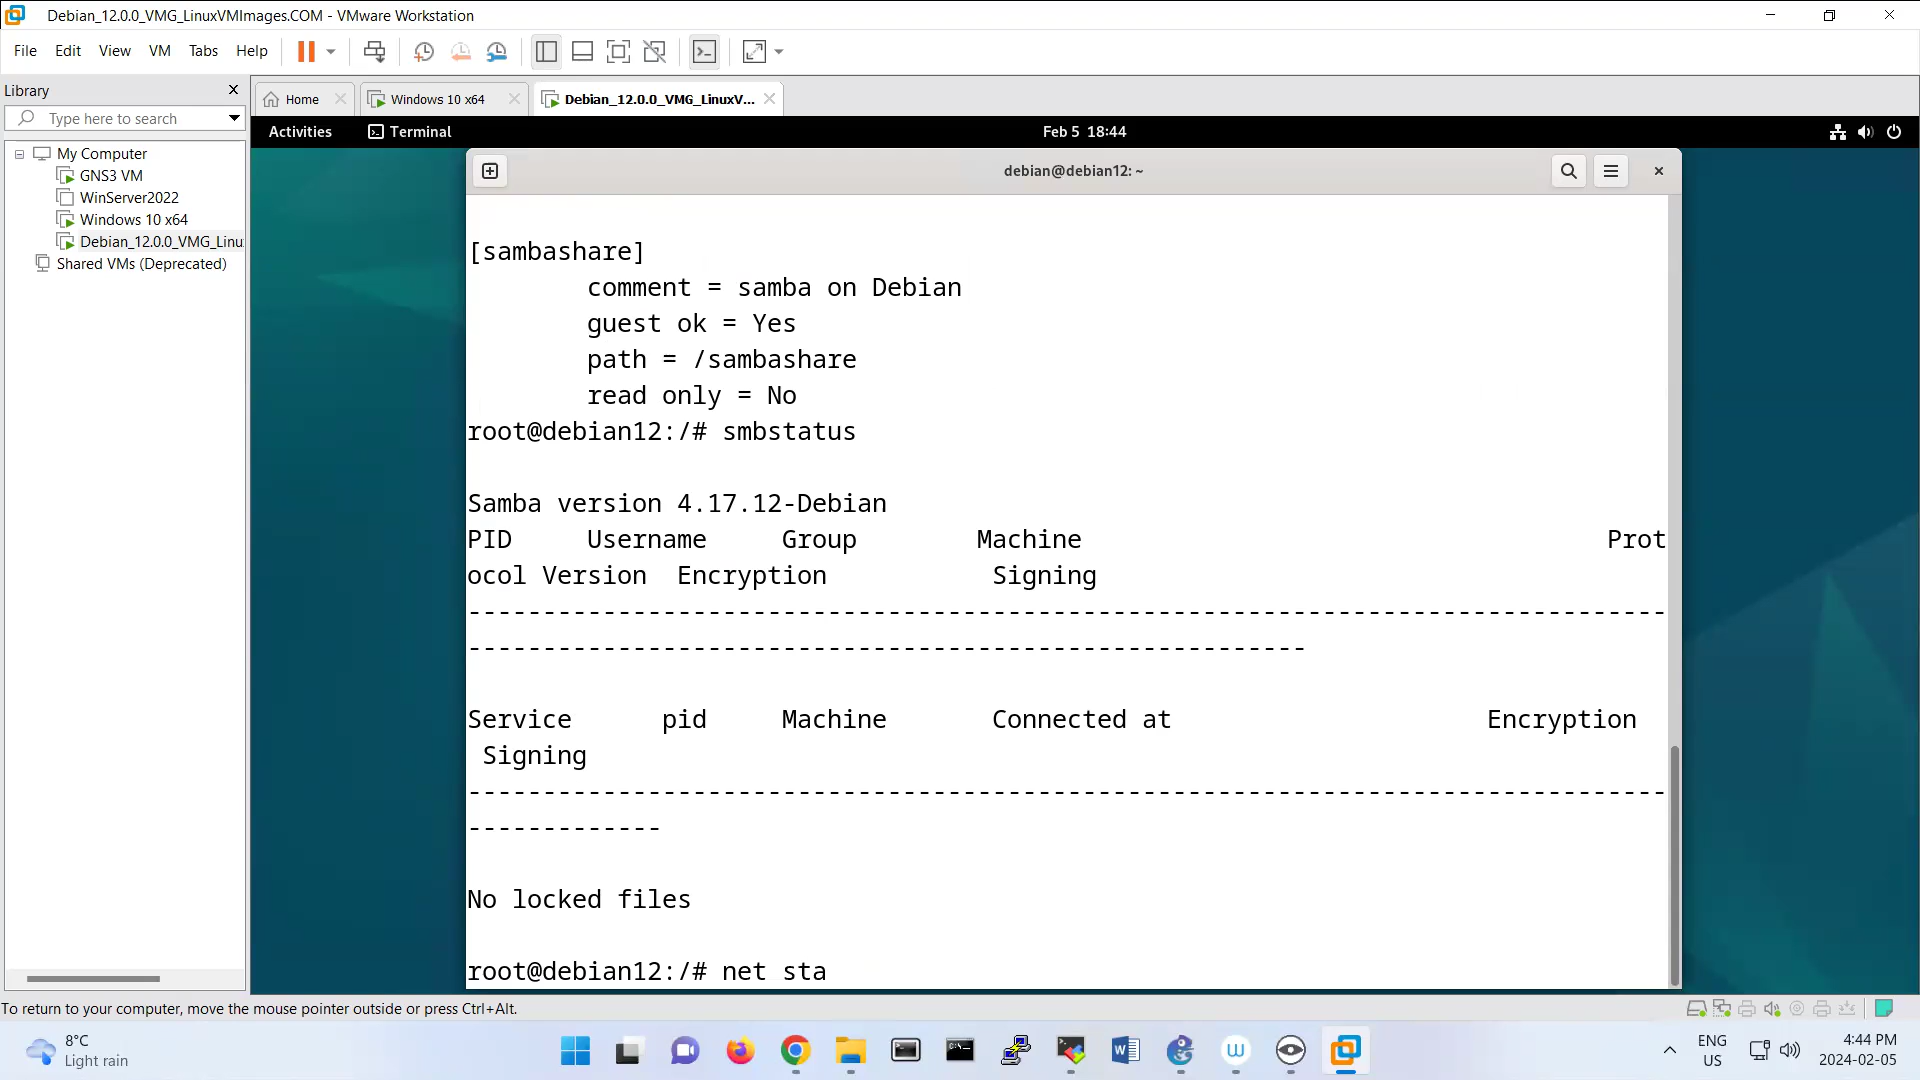 Debian_12.0.0_VMG_LinuxVMImages.COM - VMware Workstation
File Edit View VM Tabs Help
Library
Type here to search
My Computer
GNS3 VM
WinServer2022
Windows 10 x64
Debian_12.0.0_VMG_Linu
Shared VMs (Deprecated)
Home
Windows 10 x64
Debian_12.0.0_VMG_LinuxV...
Activities Terminal Feb 5 18:44
debian@debian12: ~
[sambashare]
comment = samba on Debian
guest ok = Yes
path = /sambashare
read only = No
root@debian12:/# smbstatus
Samba version 4.17.12-Debian
PID Username Group Machine Prot
ocol Version Encryption Signing
--------------------------------------------------------------------------------
--------------------------------------------------------
Service pid Machine Connected at Encryption
Signing
--------------------------------------------------------------------------------
-------------
No locked files
root@debian12:/# net sta
To return to your computer, move the mouse pointer outside or press Ctrl+Alt.
8°C
Light rain
ENG
US
4:44 PM
2024-02-05